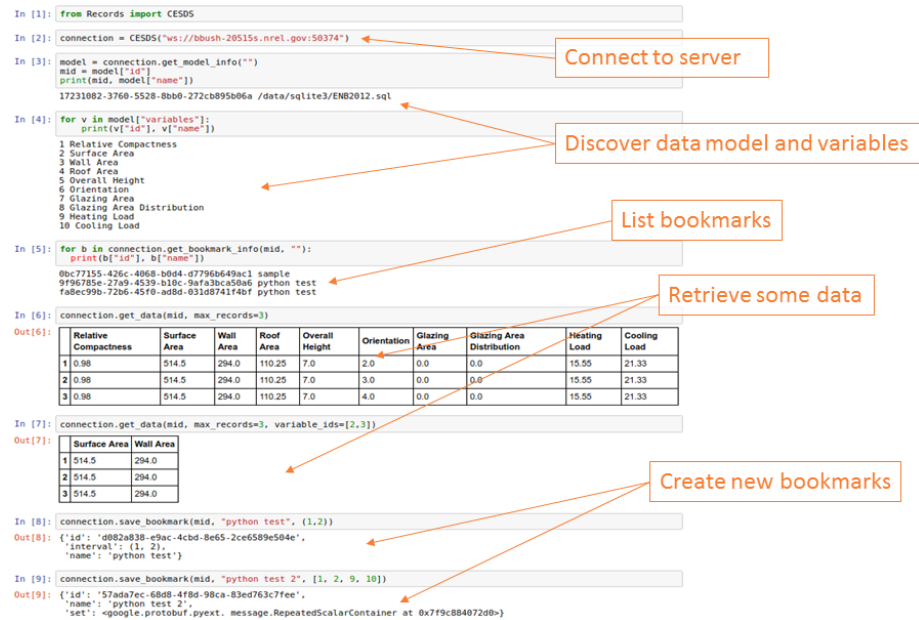 In [1]: from Records import CESDS
In [2]: connection = CESDS("ws://bbush-20515s.nrel.gov:50374")
Connect to server
In [3]: model = connection.get_model_info("")
mid = model["id"]
print(mid, model["name"])
17231082-3760-5528-8bb0-272cb895b06a /data/sqlite3/ENB2012.sql
In [4]: for v in model["variables"]:
print(v["id"], v["name"])
Discover data model and variables
1 Relative Compactness
2 Surface Area
3 Wall Area
4 Roof Area
5 Overall Height
6 Orientation
7 Glazing Area
8 Glazing Area Distribution
9 Heating Load
10 Cooling Load
List bookmarks
In [5]: for b in connection.get_bookmark_info(mid, ""):
print(b["id"], b["name"])
0bc77155-426c-4068-b0d4-d7796b649ac1 sample
9f96785e-27a9-4539-b10c-9afa3bca50a6 python test
fa8ec99b-72b6-45f0-ad8d-031d8741f4bf python test
Retrieve some data
In [6]: connection.get_data(mid, max_records=3)
Out[6]:
Relative Compactness Surface Area Wall Area Roof Area Overall Height Orientation Glazing Area Glazing Area Distribution Heating Load Cooling Load
1 0.98 514.5 294.0 110.25 7.0 2.0 0.0 0.0 15.55 21.33
2 0.98 514.5 294.0 110.25 7.0 3.0 0.0 0.0 15.55 21.33
3 0.98 514.5 294.0 110.25 7.0 4.0 0.0 0.0 15.55 21.33
In [7]: connection.get_data(mid, max_records=3, variable_ids=[2,3])
Out[7]:
Surface Area Wall Area
1 514.5 294.0
2 514.5 294.0
3 514.5 294.0
Create new bookmarks
In [8]: connection.save_bookmark(mid, "python test", (1,2))
Out[8]: {'id': 'd082a838-e9ac-4cbd-8e65-2ce6589e504e',
'interval': (1, 2),
'name': 'python test'}
In [9]: connection.save_bookmark(mid, "python test 2", [1, 2, 9, 10])
Out[9]: {'id': '57ada7ec-68d8-4f8d-98ca-83ed763c7fee',
'name': 'python test 2',
'set': <google.protobuf.pyext. message.RepeatedScalarContainer at 0x7f9c884072d0>}